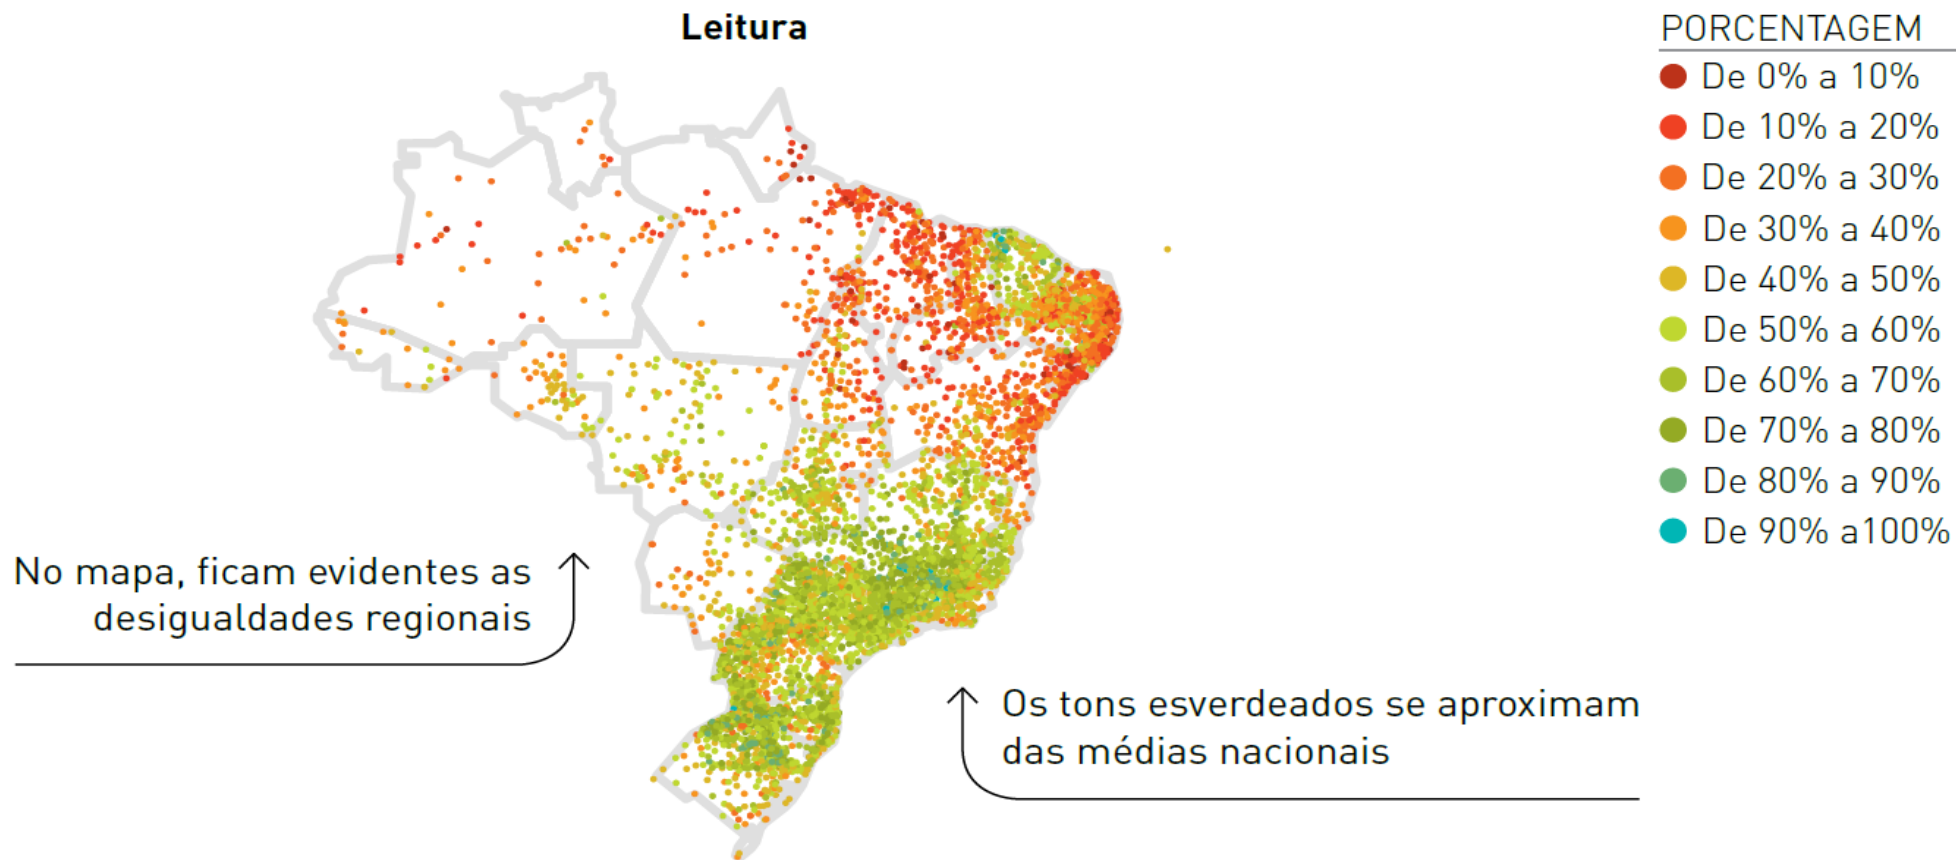 Leitura
PORCENTAGEM
De 0% a 10%
De 10% a 20%
De 20% a 30%
De 30% a 40%
De 40% a 50%
De 50% a 60%
De 60% a 70%
De 70% a 80%
De 80% a 90%
De 90% a100%
No mapa, ficam evidentes as
desigualdades regionais
Os tons esverdeados se aproximam
das médias nacionais